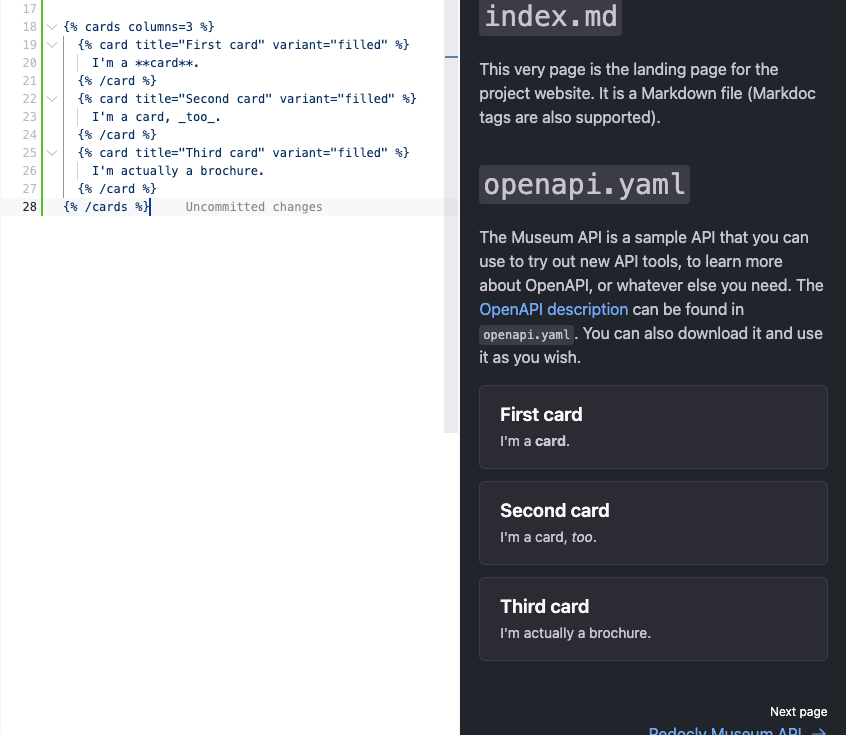 17
18 {% cards columns=3 %}
19 {% card title="First card" variant="filled" %}
20 I'm a **card**.
21 {% /card %}
22 {% card title="Second card" variant="filled" %}
23 I'm a card, _too_.
24 {% /card %}
25 {% card title="Third card" variant="filled" %}
26 I'm actually a brochure.
27 {% /card %}
28 {% /cards %} Uncommitted changes
index.md
This very page is the landing page for the
project website. It is a Markdown file (Markdoc
tags are also supported).
openapi.yaml
The Museum API is a sample API that you can
use to try out new API tools, to learn more
about OpenAPI, or whatever else you need. The
OpenAPI description can be found in
openapi.yaml. You can also download it and use
it as you wish.
First card
I'm a card.
Second card
I'm a card, too.
Third card
I'm actually a brochure.
Next page
Redocly Museum API →